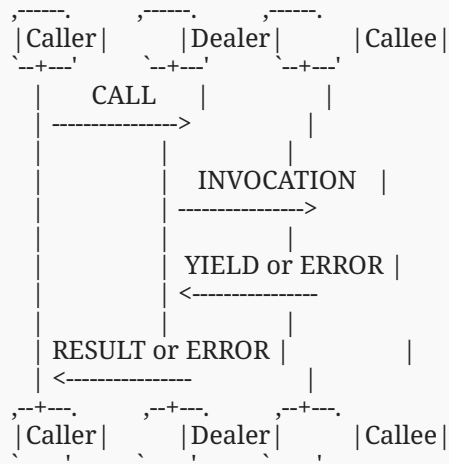 ,------.          ,------.          ,------.
|Caller|          |Dealer|          |Callee|
`--+---'          `--+---'          `--+---'
|       CALL      |                 |
| ---------------->                 |
|                 |                 |
|                 |    INVOCATION   |
|                 | ---------------->
|                 |                 |
|                 |  YIELD or ERROR |
|                 | <----------------
|                 |                 |
| RESULT or ERROR |                 |
| <----------------                 |
,--+---.          ,--+---.          ,--+---.
|Caller|          |Dealer|          |Callee|
`------'          `------'          `------'